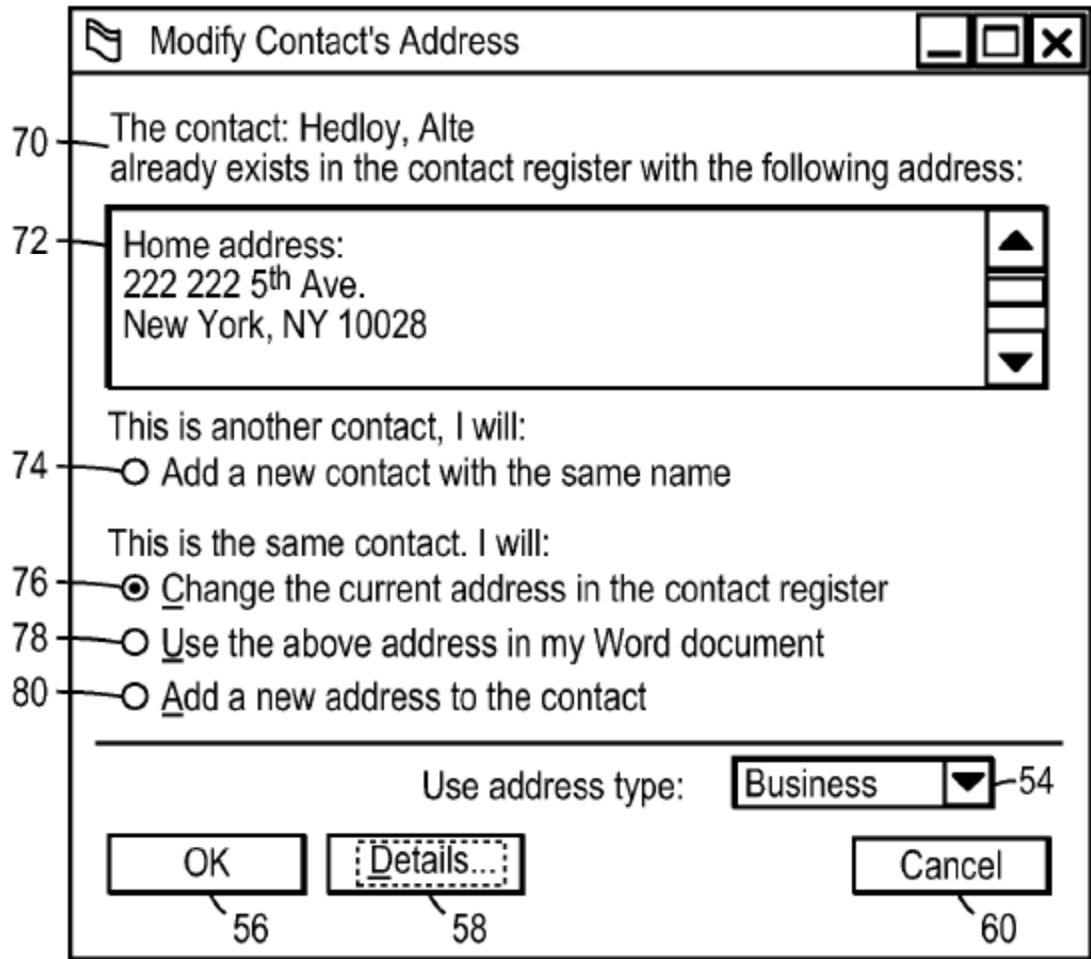 Modify Contact's Address
70
The contact: Hedloy, Alte
already exists in the contact register with the following address:
72
Home address:
222 222 5th Ave.
New York, NY 10028
This is another contact, I will:
74
Add a new contact with the same name
This is the same contact. I will:
76
Change the current address in the contact register
78
Use the above address in my Word document
80
Add a new address to the contact
Use address type: Business 54
OK Details... Cancel
56 58 60